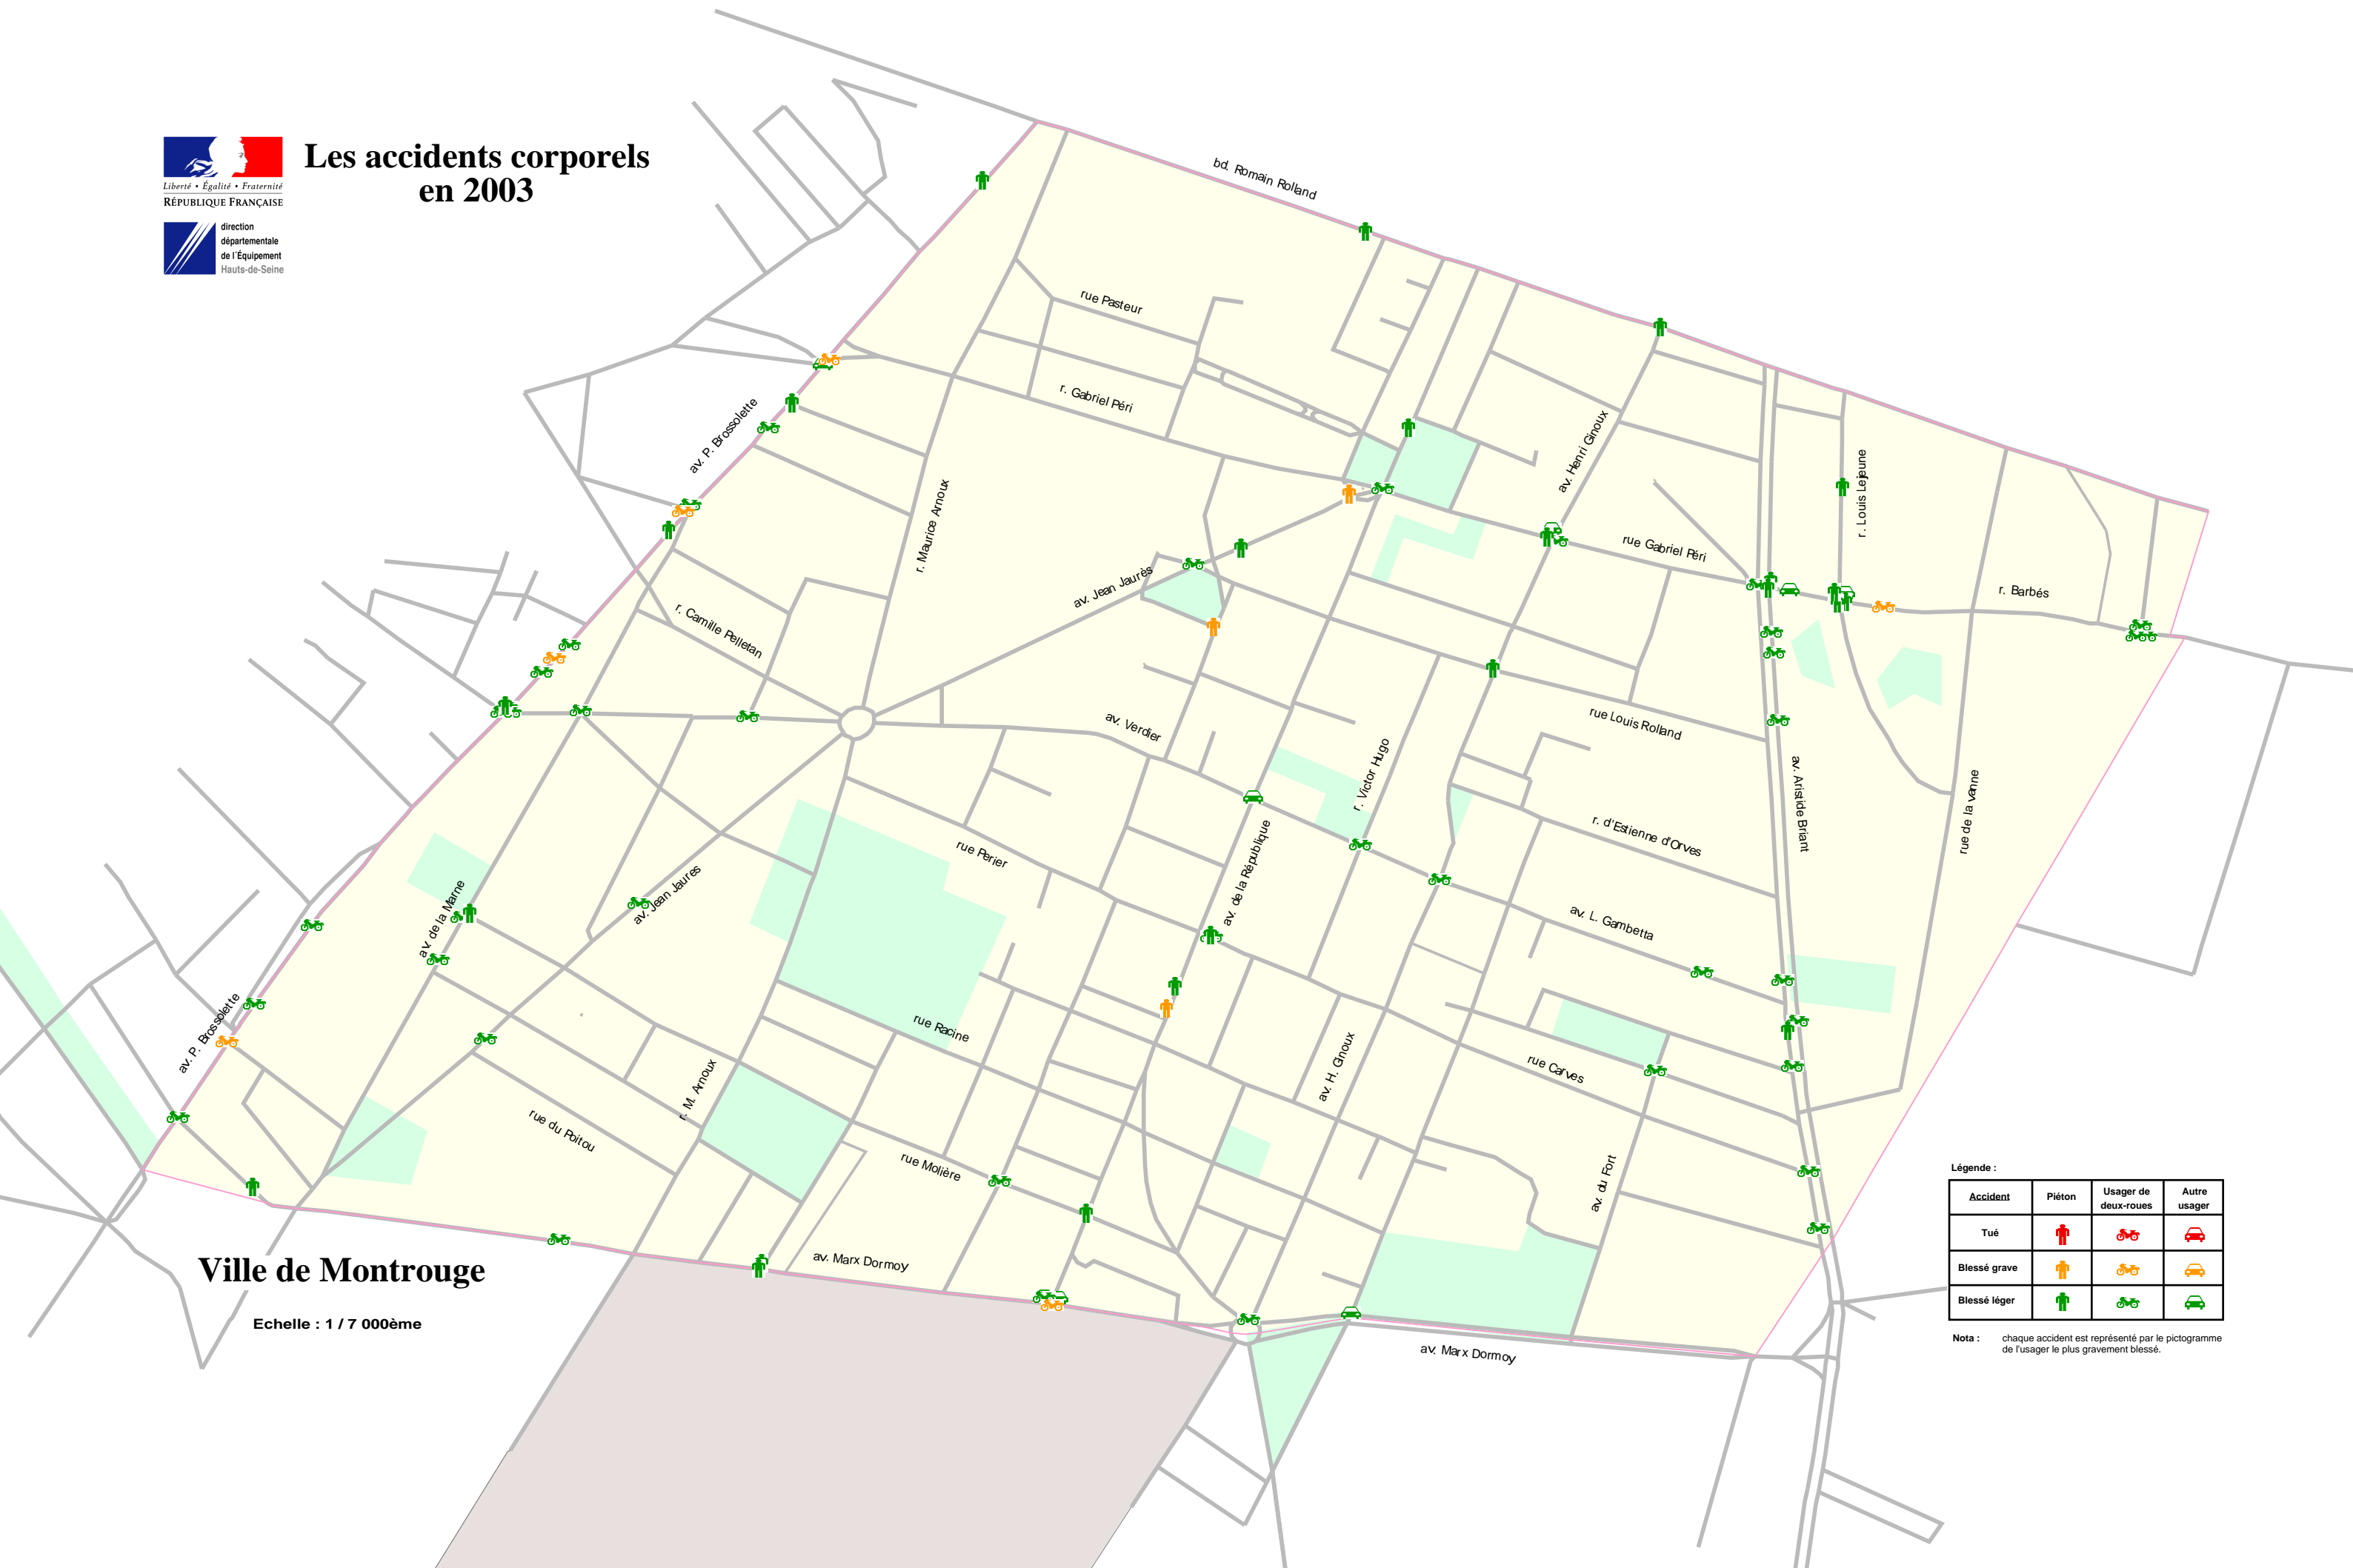 Liberté • Égalité • Fraternité
RÉPUBLIQUE FRANÇAISE
direction
départementale
de l'Équipement
Hauts-de-Seine
Les accidents corporels
en 2003
bd. Romain Rolland
rue Pasteur
r. Gabriel Péri
av. P. Brossolette
av. Henri Ginoux
r. Louis Lejeune
r. Maurice Arnoux
rue Gabriel Péri
av. Jean Jaurès
r. Barbés
r. Camille Pelletan
av. Verdier
rue Louis Rolland
r. Victor Hugo
av. Aristide Briant
rue de la vanne
r. d'Estienne d'Orves
rue Perier
av. de la République
av. Jean Jaures
av. de la Marne
av. L. Gambetta
av. P. Brossolette
rue Racine
av. H. Ginoux
rue Carves
r. M. Arnoux
rue du Poitou
rue Molière
av. du Fort
av. Marx Dormoy
av. Marx Dormoy
Ville de Montrouge
Echelle : 1 / 7 000ème
Légende :
Accident
Piéton
Usager de
deux-roues
Autre
usager
Tué
Blessé grave
Blessé léger
Nota : chaque accident est représenté par le pictogramme
de l'usager le plus gravement blessé.